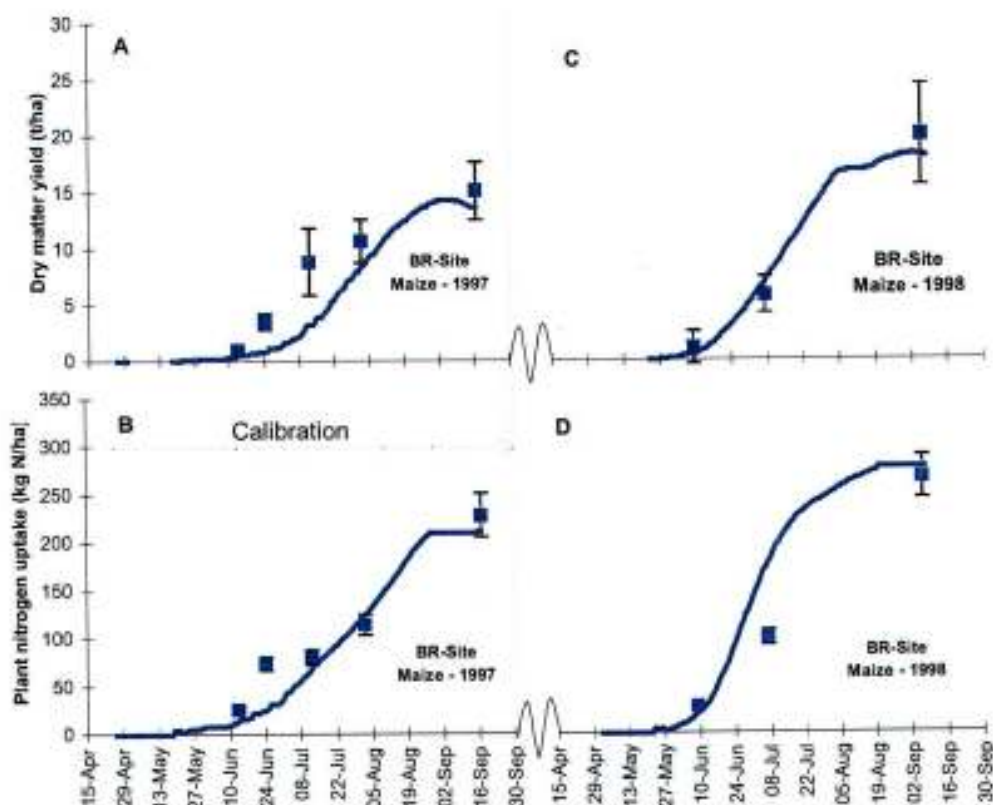 A
C
Dry matter yield (t/ha)
30
25
20
15
10
5
0
BR-Site
Maize - 1997
BR-Site
Maize - 1998
B
Calibration
D
Plant nitrogen uptake (kg N/ha)
350
300
250
200
150
100
50
0
BR-Site
Maize - 1997
BR-Site
Maize - 1998
15-Apr
29-Apr
13-May
27-May
10-Jun
24-Jun
08-Jul
22-Jul
05-Aug
19-Aug
02-Sep
16-Sep
30-Sep
15-Apr
29-Apr
13-May
27-May
10-Jun
24-Jun
08-Jul
22-Jul
05-Aug
19-Aug
02-Sep
16-Sep
30-Sep